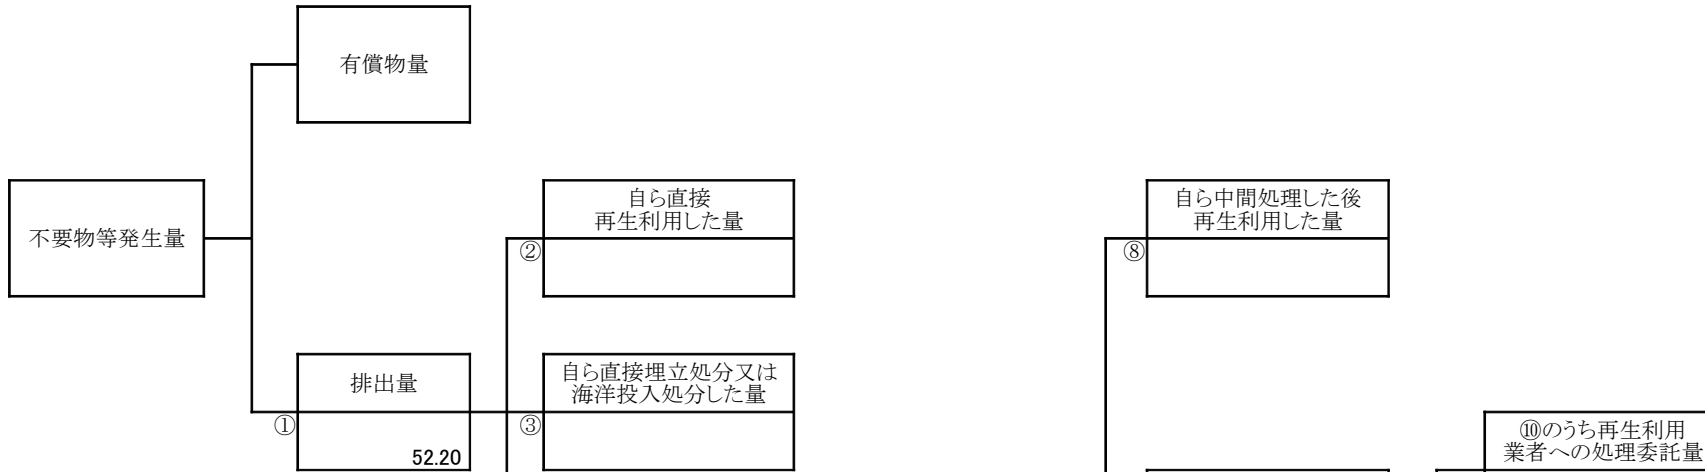 有償物量
不要物等発生量
自ら直接
再生利用した量
②
自ら中間処理した後
再生利用した量
⑧
排出量
①
52.20
自ら直接埋立処分又は
海洋投入処分した量
③
⑩のうち再生利用
業者への処理委託量